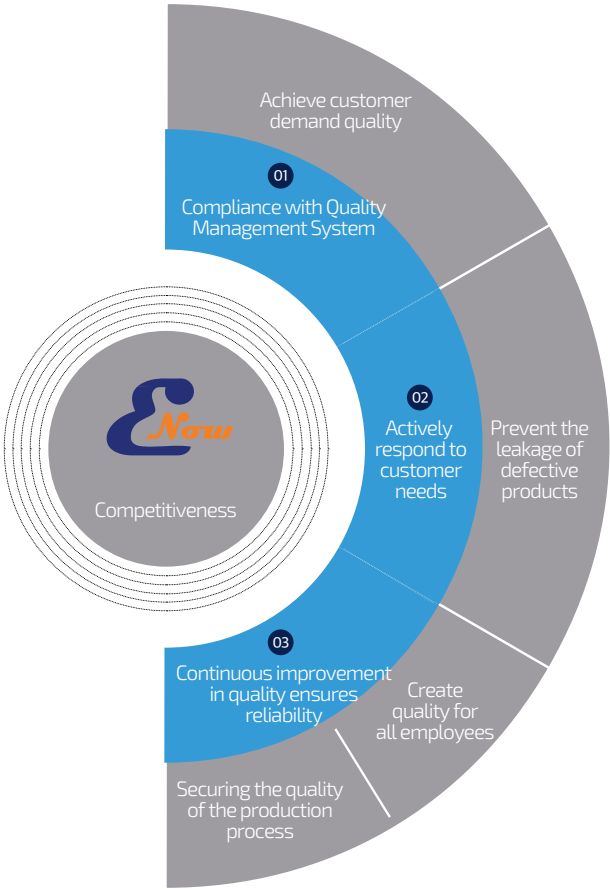 Achieve customer
demand quality
01
Compliance with Quality
Management System
02
Actively
respond to
customer
needs
Prevent the
leakage of
defective
products
E Now
Competitiveness
03
Continuous improvement
in quality ensures
reliability
Create
quality for
all employees
Securing the quality
of the production
process